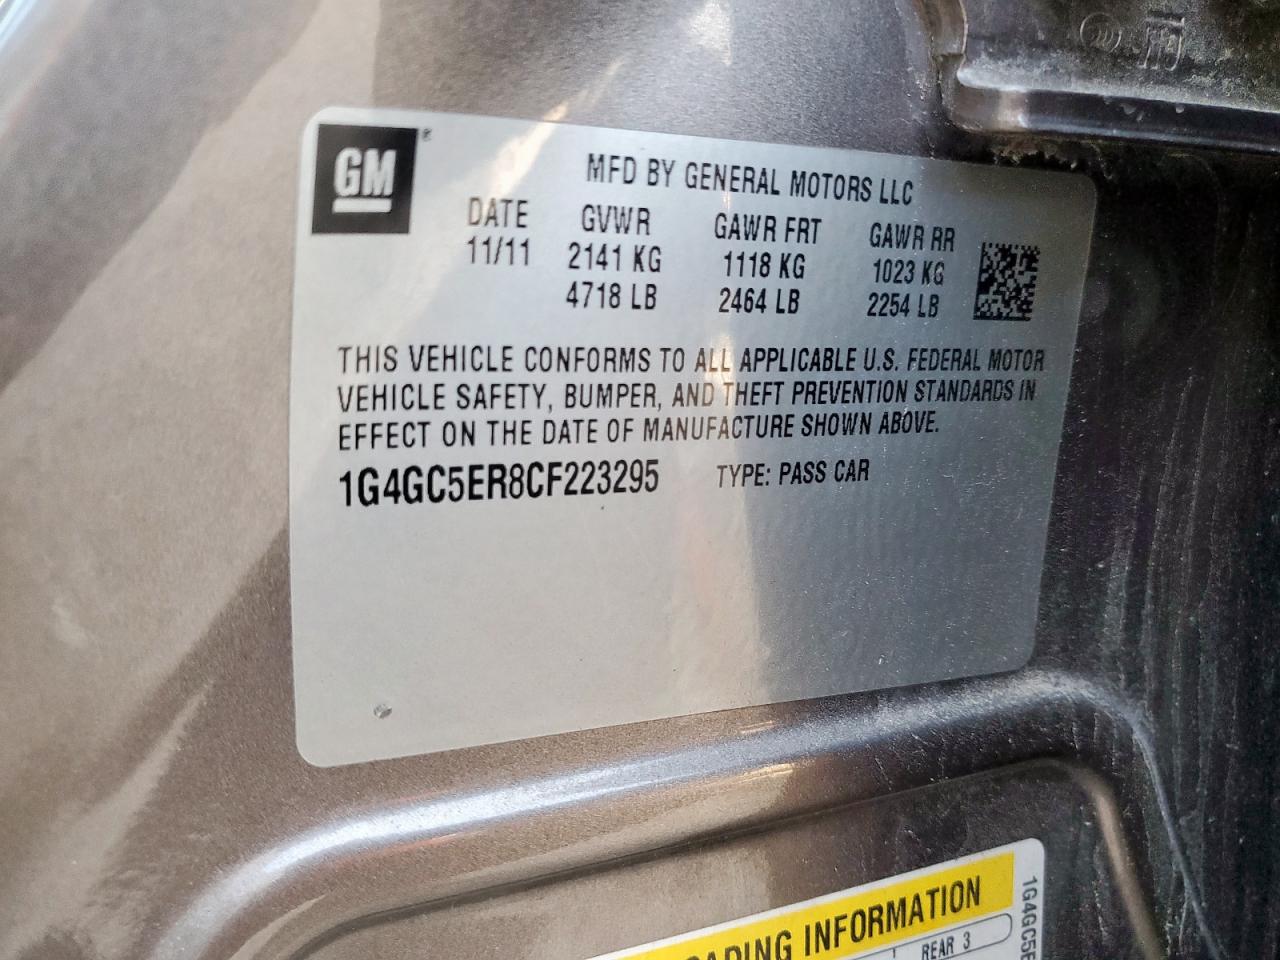 GM®
MFD BY GENERAL MOTORS LLC
DATE GVWR GAWR FRT GAWR RR
11/11 2141 KG 1118 KG 1023 KG
4718 LB 2464 LB 2254 LB
THIS VEHICLE CONFORMS TO ALL APPLICABLE U.S. FEDERAL MOTOR
VEHICLE SAFETY, BUMPER, AND THEFT PREVENTION STANDARDS IN
EFFECT ON THE DATE OF MANUFACTURE SHOWN ABOVE.
1G4GC5ER8CF223295 TYPE: PASS CAR
ADING INFORMATION
REAR 3
1G4GC5E